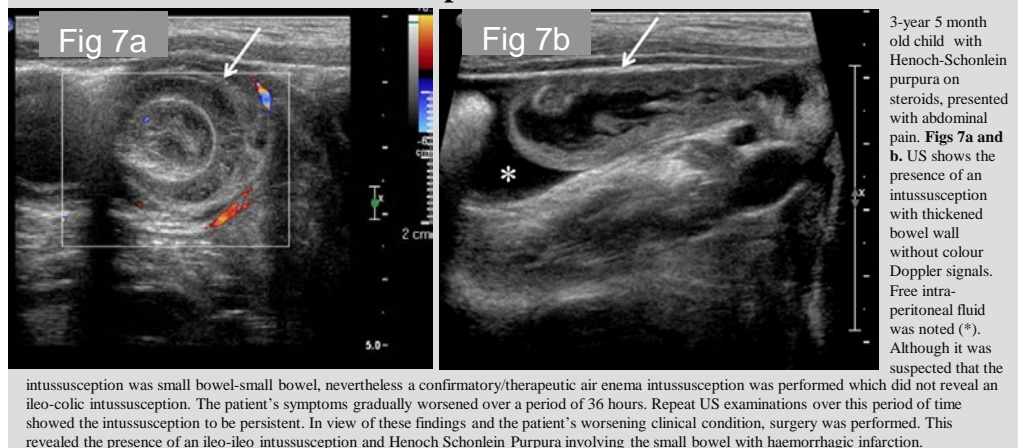 Fig 7a
Fig 7b
2 cm
5.0-
x
x
*
3-year 5 month
old child with
Henoch-Schonlein
purpura on
steroids, presented
with abdominal
pain. Figs 7a and
b. US shows the
presence of an
intussusception
with thickened
bowel wall
without colour
Doppler signals.
Free intra-
peritoneal fluid
was noted (*).
Although it was
suspected that the
intussusception was small bowel-small bowel, nevertheless a confirmatory/therapeutic air enema intussusception was performed which did not reveal an
ileo-colic intussusception. The patient's symptoms gradually worsened over a period of 36 hours. Repeat US examinations over this period of time
showed the intussusception to be persistent. In view of these findings and the patient's worsening clinical condition, surgery was performed. This
revealed the presence of an ileo-ileo intussusception and Henoch Schonlein Purpura involving the small bowel with haemorrhagic infarction.